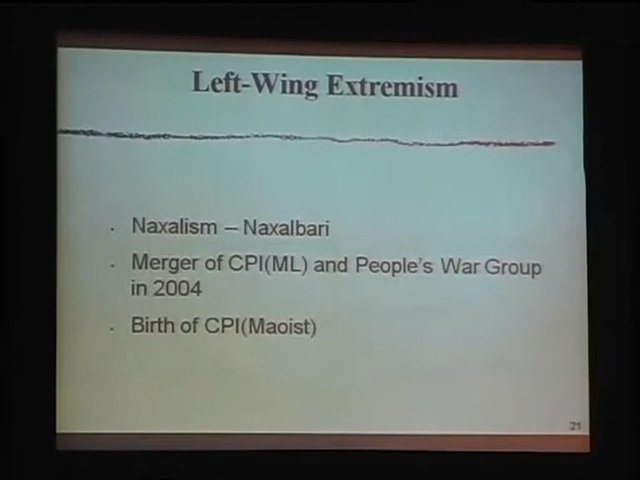 Left-Wing Extremism
· Naxalism – Naxalbari
· Merger of CPI(ML) and People's War Group
in 2004
· Birth of CPI(Maoist)
21